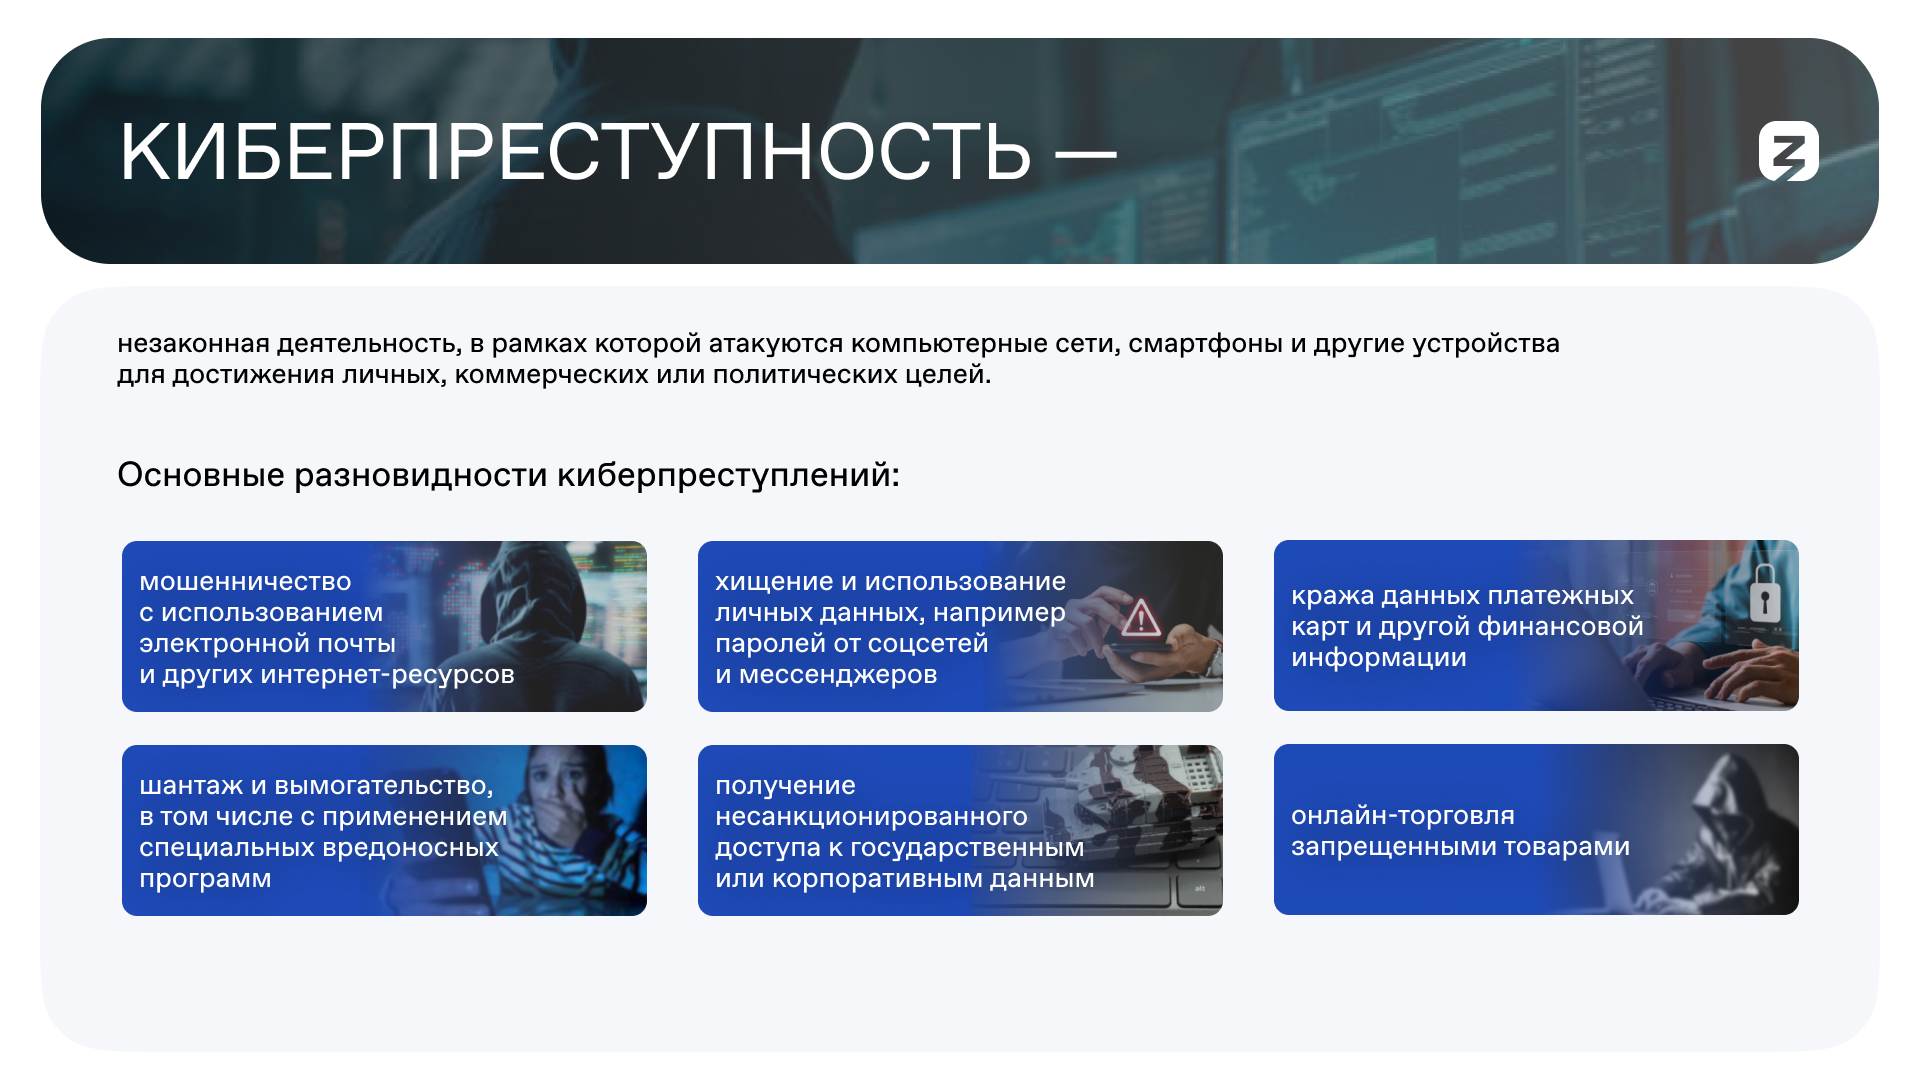 КИБЕРПРЕСТУПНОСТЬ —
незаконная деятельность, в рамках которой атакуются компьютерные сети, смартфоны и другие устройства
для достижения личных, коммерческих или политических целей.
Основные разновидности киберпреступлений:
мошенничество
с использованием
электронной почты
и других интернет-ресурсов
хищение и использование
личных данных, например
паролей от соцсетей
и мессенджеров
кража данных платежных
карт и другой финансовой
информации
шантаж и вымогательство,
в том числе с применением
специальных вредоносных
программ
получение
несанкционированного
доступа к государственным
или корпоративным данным
alt
онлайн-торговля
запрещенными товарами